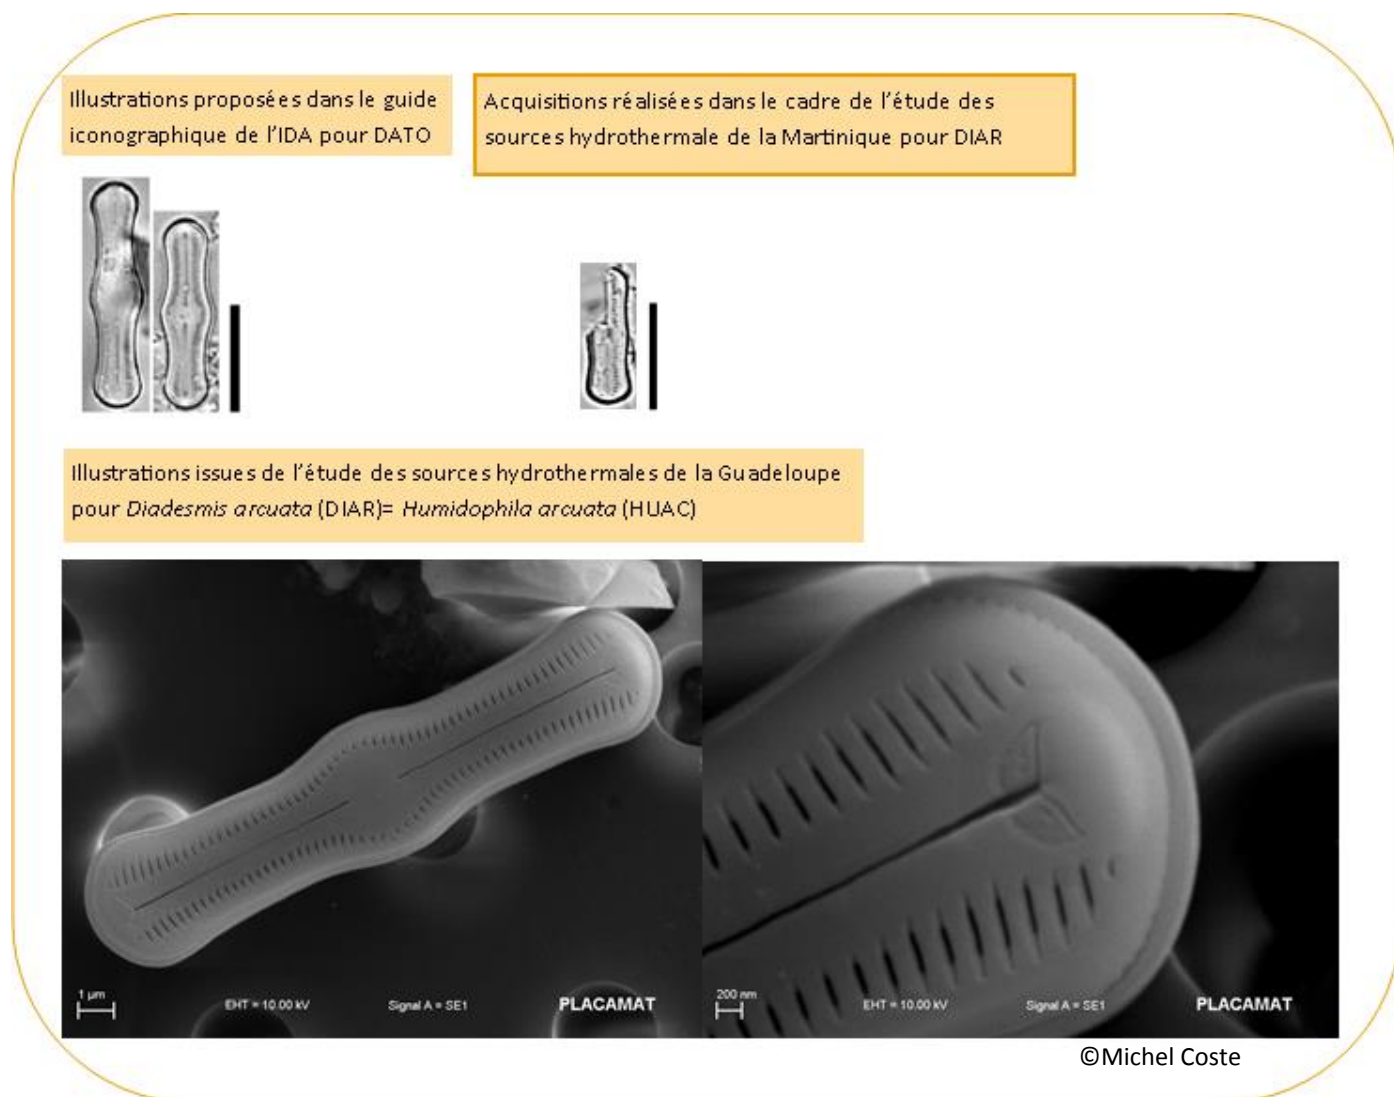 Illustrations proposées dans le guide
iconographique de l'IDA pour DATO
Acquisitions réalisées dans le cadre de l'étude des
sources hydrothermale de la Martinique pour DIAR
Illustrations issues de l'étude des sources hydrothermales de la Guadeloupe
pour Diadesmis arcuata (DIAR)= Humidophila arcuata (HUAC)
1 µm
EHT = 10.00 kV
Signal A = SE1
PLACAMAT
200 nm
EHT = 10.00 kV
Signal A = SE1
PLACAMAT
©Michel Coste